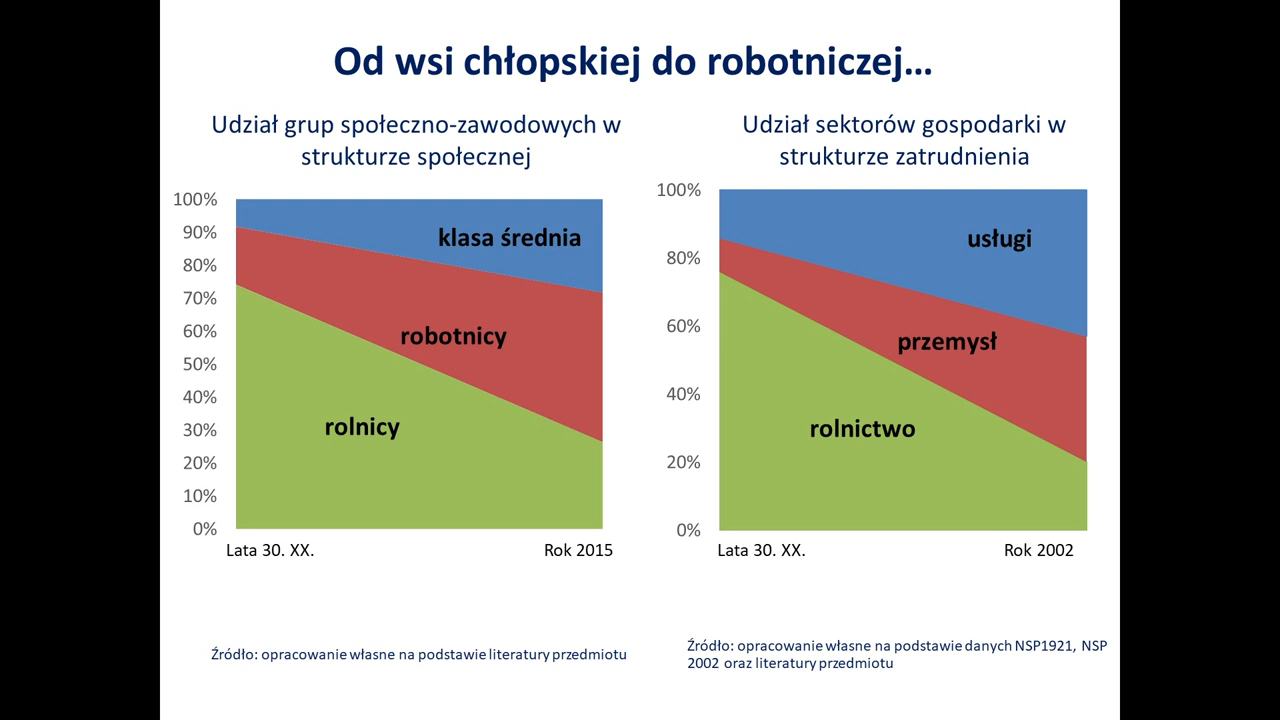 Od wsi chłopskiej do robotniczej...
Udział grup społeczno-zawodowych w
strukturze społecznej
100%
90%
80%
70%
60%
50%
40%
30%
20%
10%
0%
klasa średnia
robotnicy
rolnicy
Lata 30. XX.
Rok 2015
Źródło: opracowanie własne na podstawie literatury przedmiotu
Udział sektorów gospodarki w
strukturze zatrudnienia
100%
80%
60%
40%
20%
0%
usługi
przemysł
rolnictwo
Lata 30. XX.
Rok 2002
Źródło: opracowanie własne na podstawie danych NSP1921, NSP
2002 oraz literatury przedmiotu